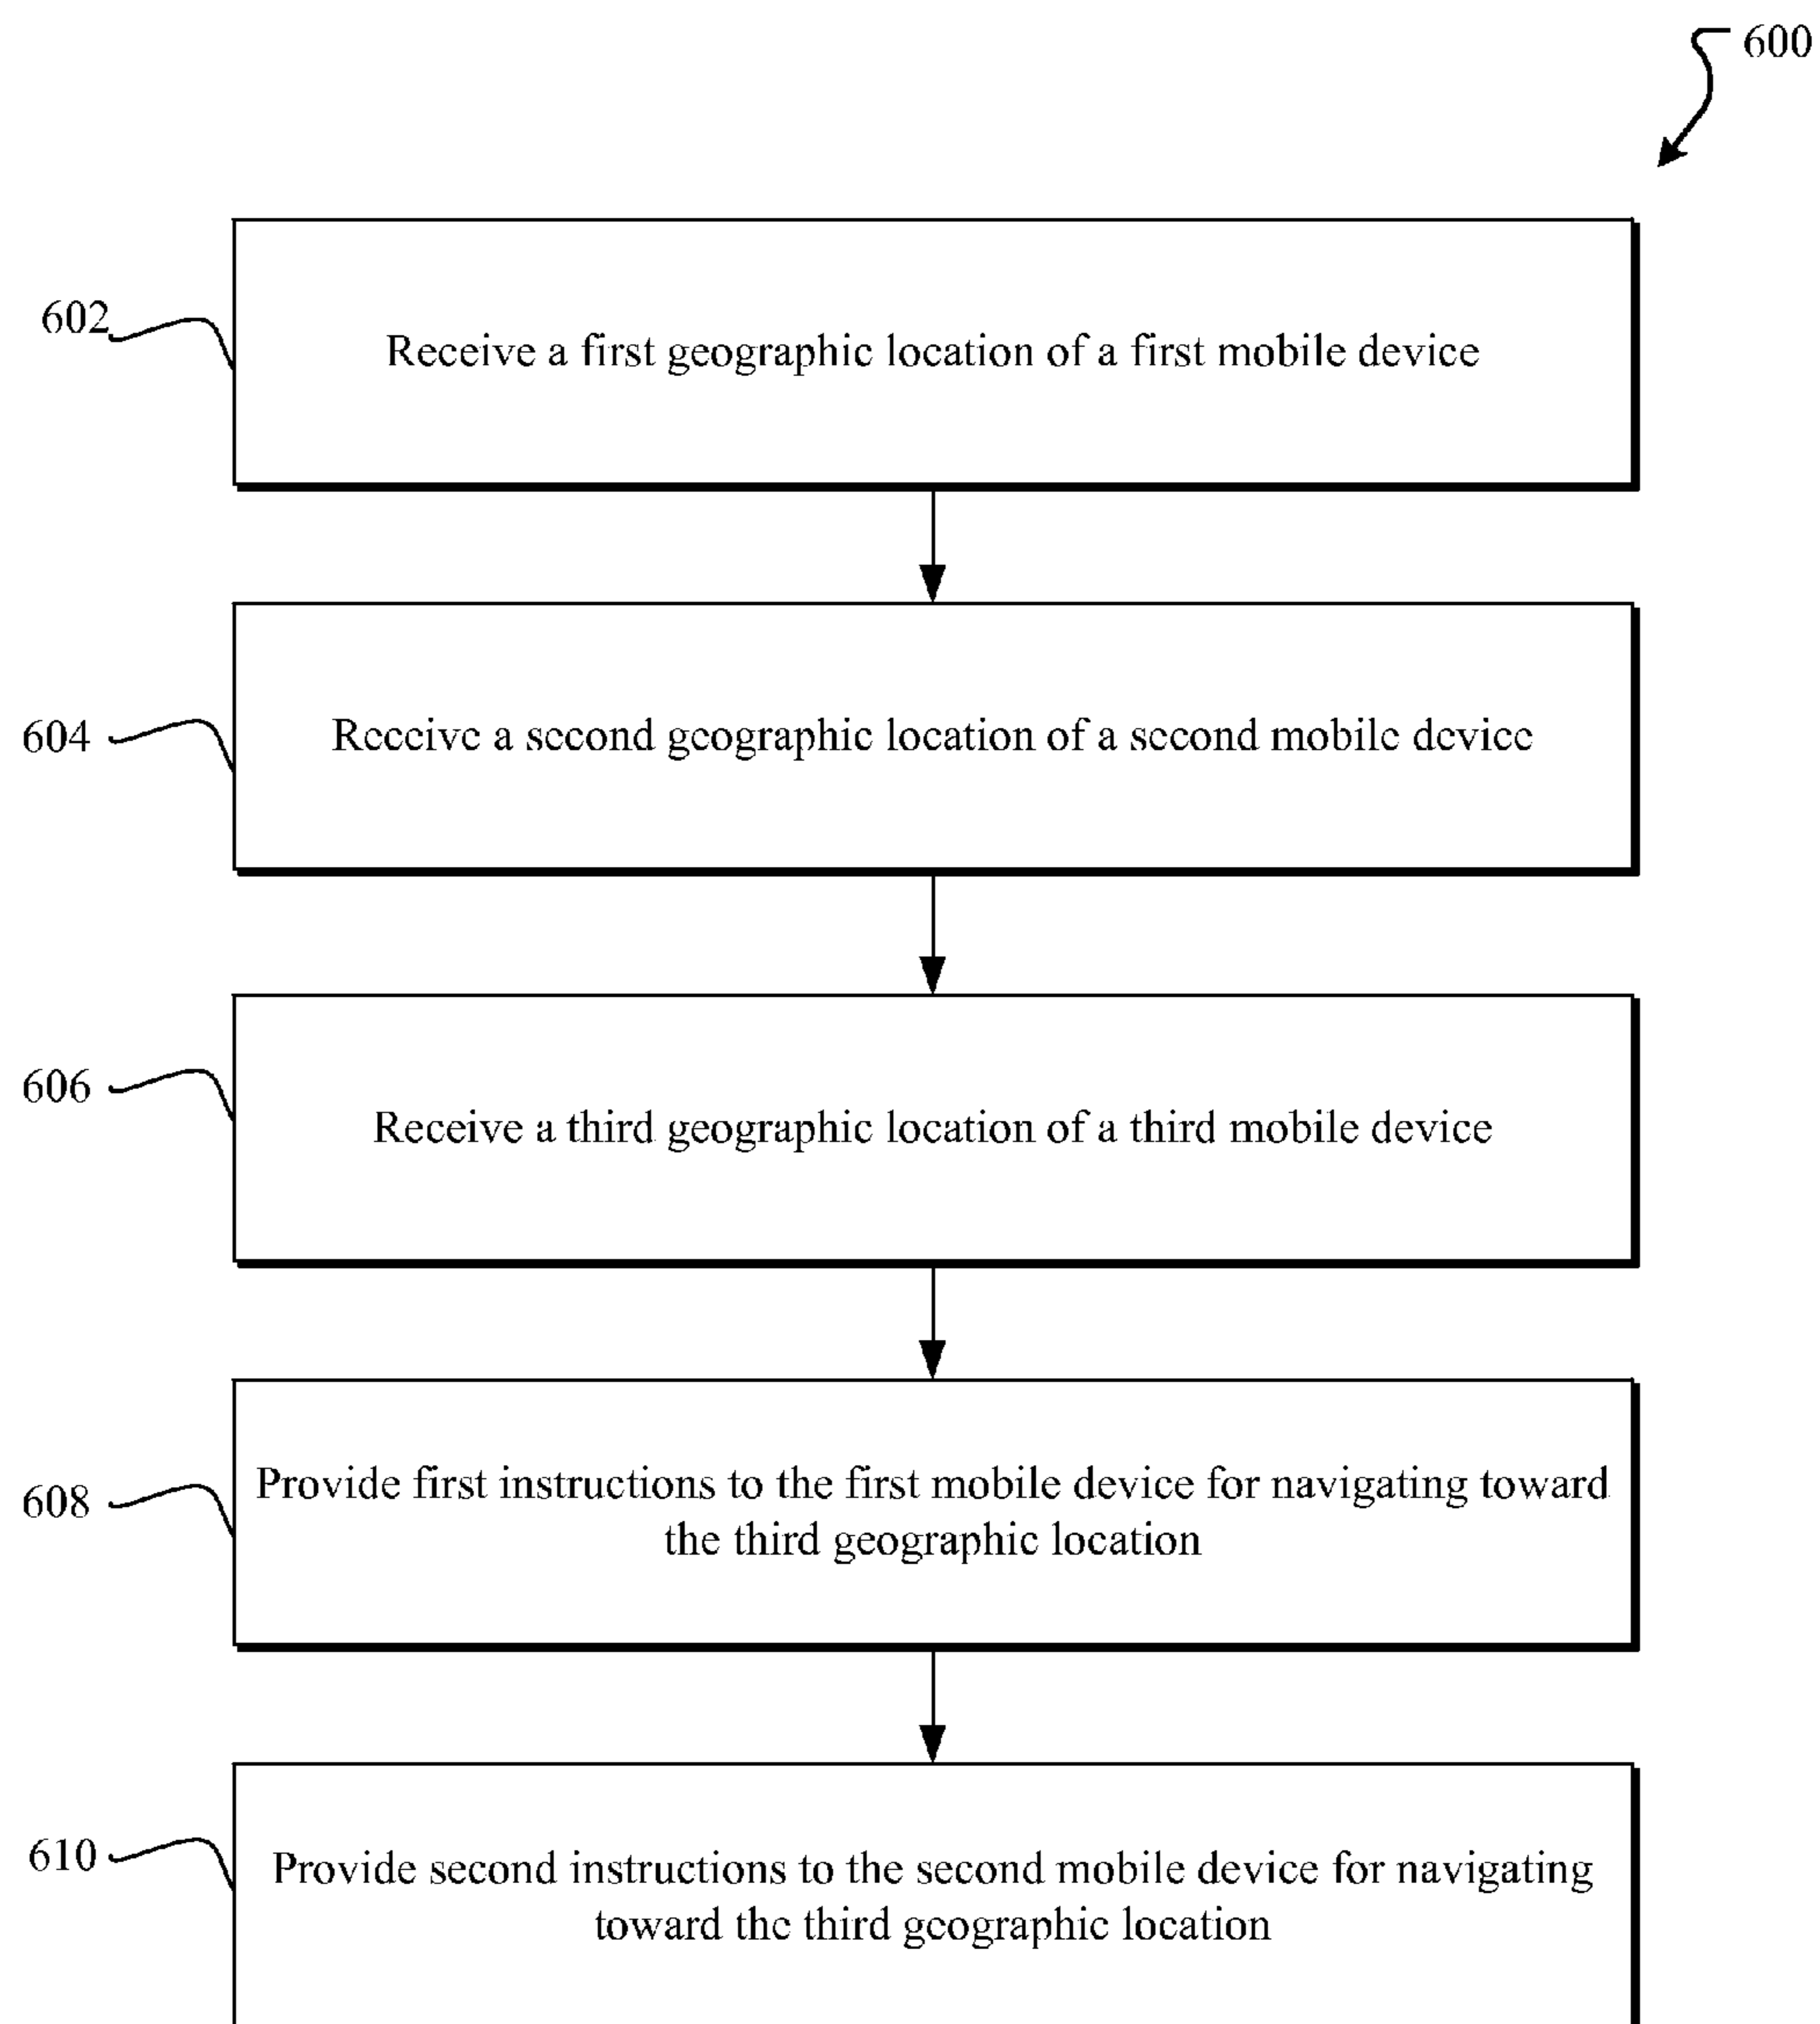 600
602
Receive a first geographic location of a first mobile device
604
Receive a second geographic location of a second mobile device
606
Receive a third geographic location of a third mobile device
608
Provide first instructions to the first mobile device for navigating toward
the third geographic location
610
Provide second instructions to the second mobile device for navigating
toward the third geographic location